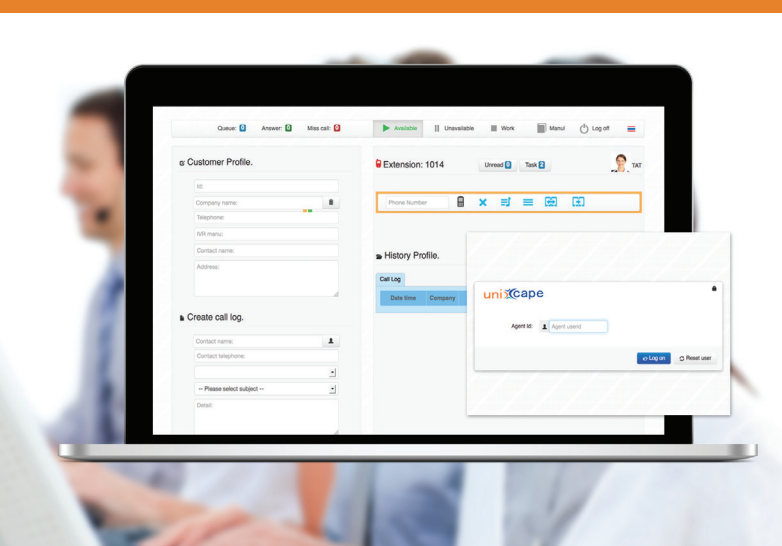 Queue: 0 Answer: 0 Miss call: 0 Available Unavailable Work Manul Log off
Customer Profile.
Id:
Company name:
Telephone:
IVR menu:
Contact name:
Address:
Create call log.
Contact name:
Contact telephone:
-- Please select subject --
Detail:
Extension: 1014 Unread 0 Task 2 TAT
Phone Number
History Profile.
Call Log
Date time Company
unixcape
Agent Id: Agent userid
Log on Reset user